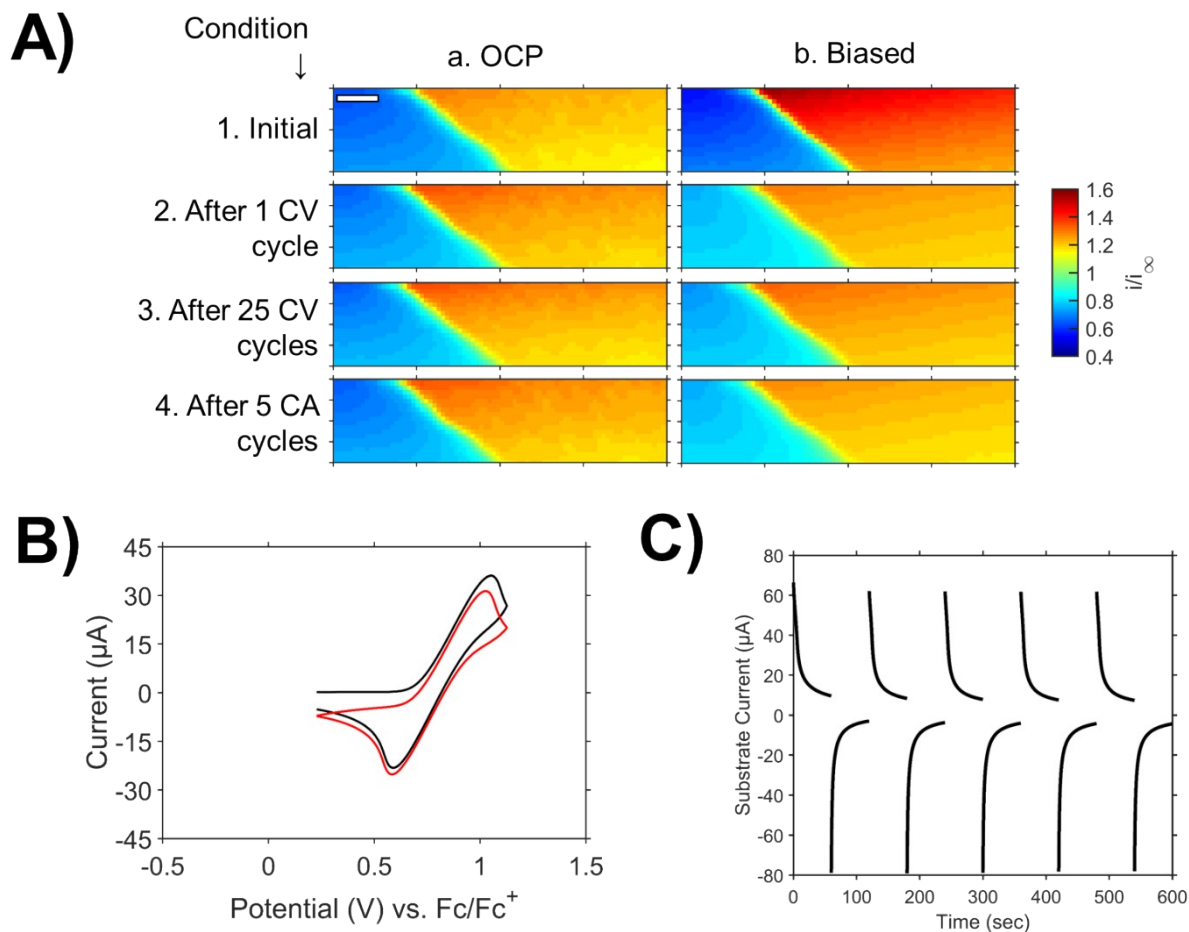 A)
Condition
↓
a. OCP
b. Biased
1. Initial
2. After 1 CV
cycle
3. After 25 CV
cycles
4. After 5 CA
cycles
1.6
1.4
1.2
1
0.8
0.6
0.4
i/i∞
B)
45
30
15
0
-15
-30
-45
Current (µA)
-0.5
0
0.5
1
1.5
Potential (V) vs. Fc/Fc+
C)
80
60
40
20
0
-20
-40
-60
-80
Substrate Current (µA)
0
100
200
300
400
500
600
Time (sec)